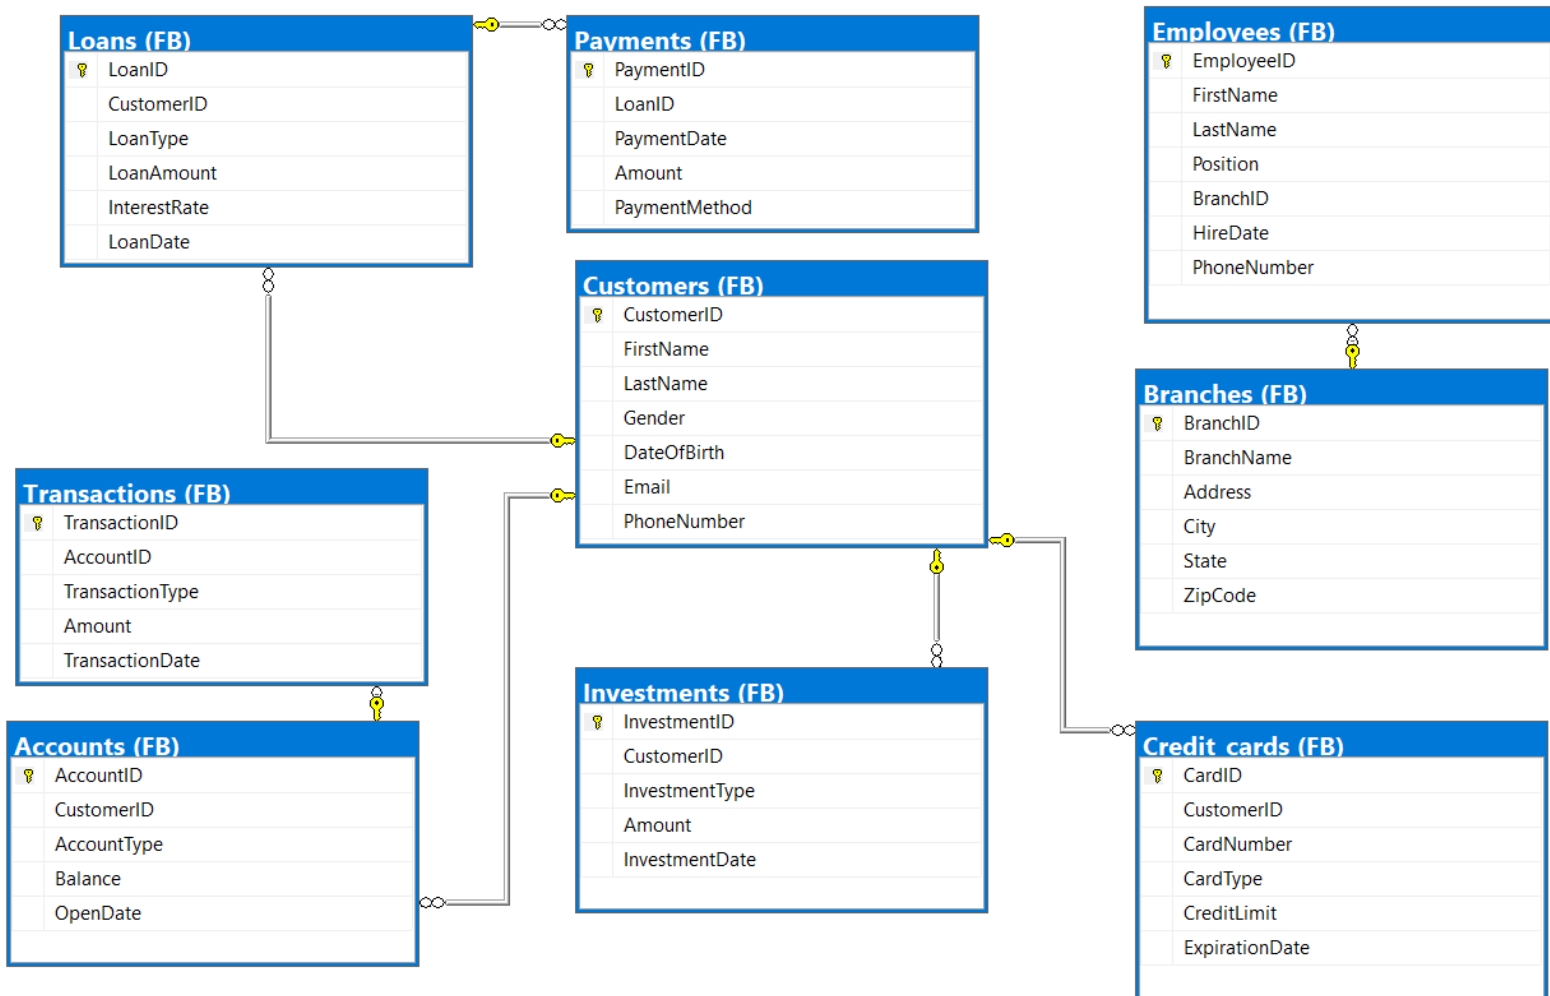 Loans (FB)
LoanID
CustomerID
LoanType
LoanAmount
InterestRate
LoanDate
Payments (FB)
PaymentID
LoanID
PaymentDate
Amount
PaymentMethod
Employees (FB)
EmployeeID
FirstName
LastName
Position
BranchID
HireDate
PhoneNumber
Customers (FB)
CustomerID
FirstName
LastName
Gender
DateOfBirth
Email
PhoneNumber
Branches (FB)
BranchID
BranchName
Address
City
State
ZipCode
Transactions (FB)
TransactionID
AccountID
TransactionType
Amount
TransactionDate
Accounts (FB)
AccountID
CustomerID
AccountType
Balance
OpenDate
Investments (FB)
InvestmentID
CustomerID
InvestmentType
Amount
InvestmentDate
Credit_cards (FB)
CardID
CustomerID
CardNumber
CardType
CreditLimit
ExpirationDate